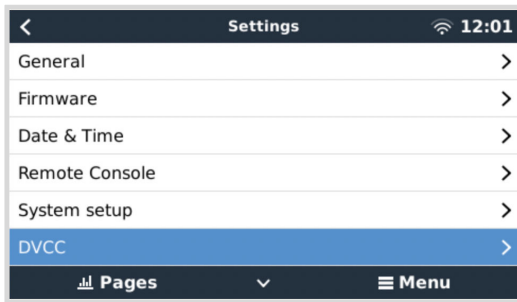 Settings 12:01
General
Firmware
Date & Time
Remote Console
System setup
DVCC
Pages Menu